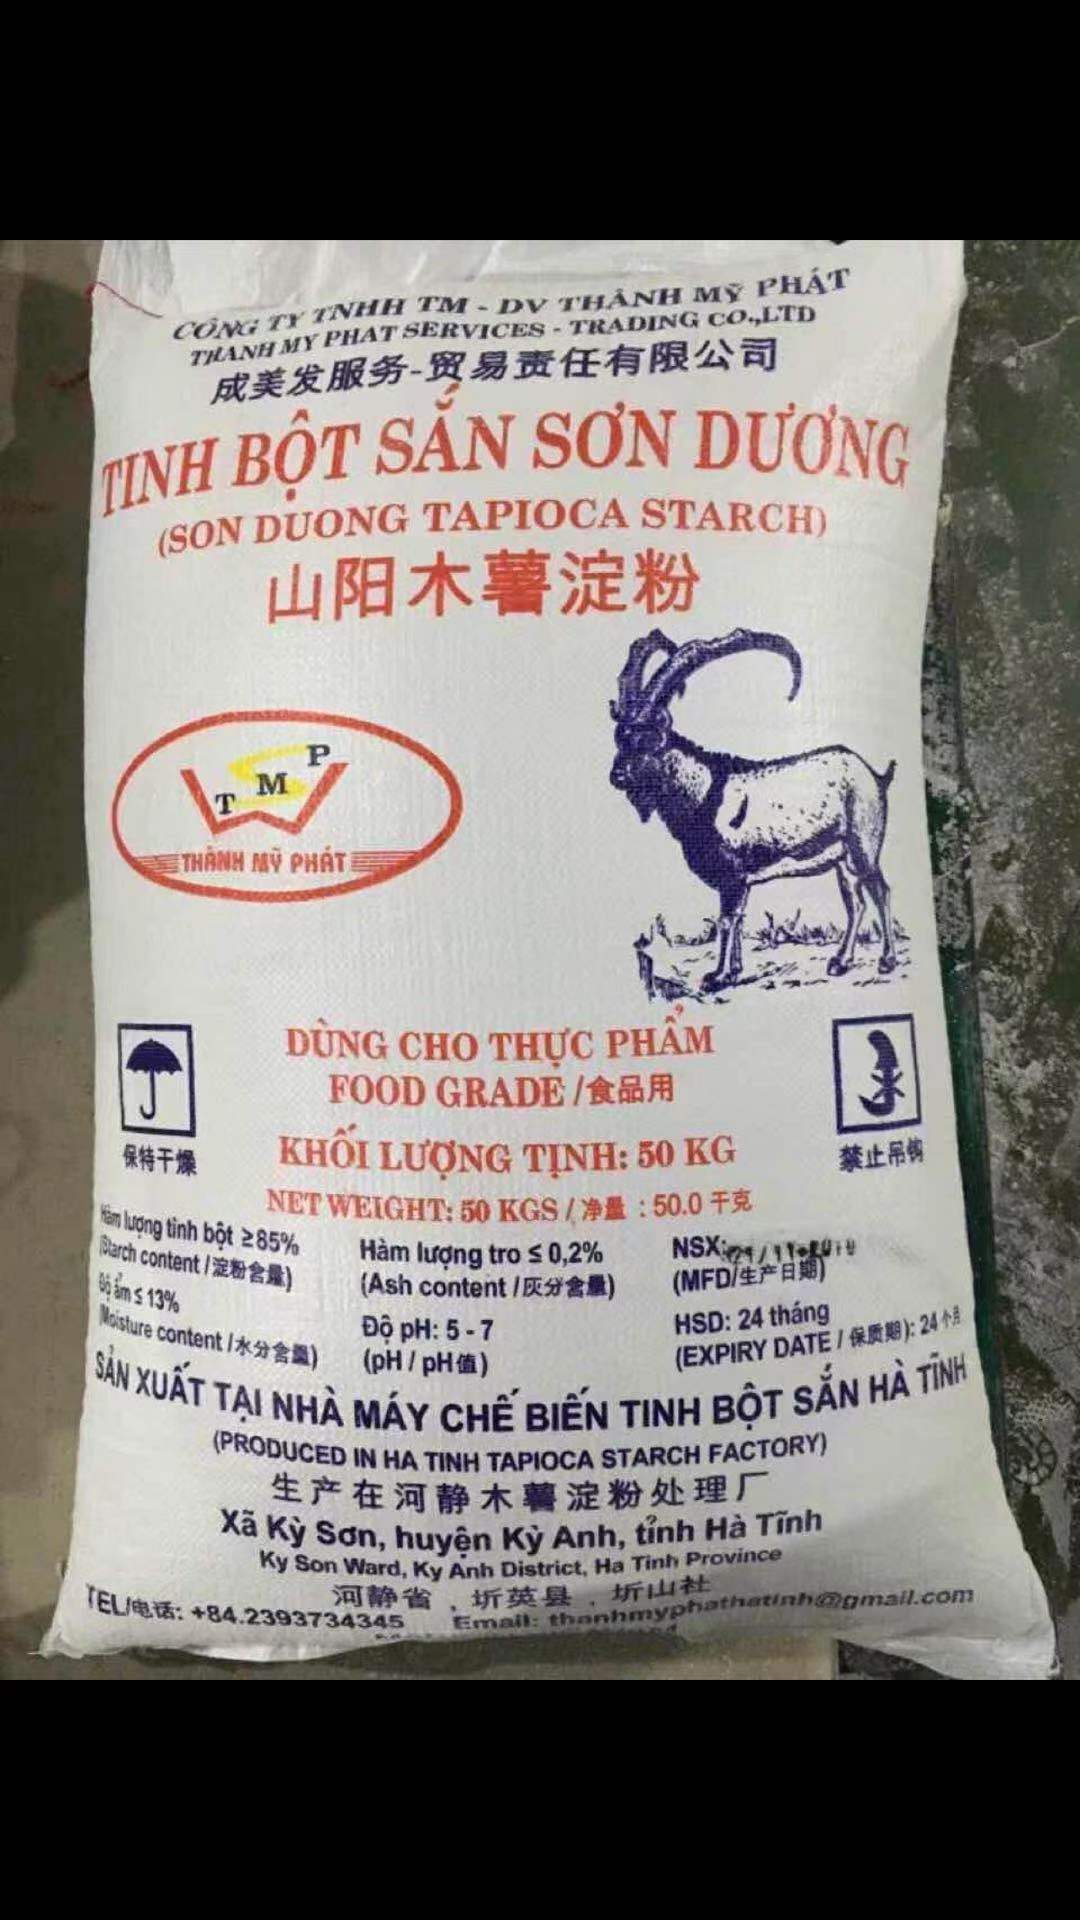 CÔNG TY TNHH TM - DV THÀNH MỸ PHÁT
THANH MY PHAT SERVICES - TRADING CO.,LTD
成美发服务-贸易责任有限公司
TINH BỘT SẮN SƠN DƯƠNG
(SON DUONG TAPIOCA STARCH)
山阳木薯淀粉
T M P
THÀNH MỸ PHÁT
DÙNG CHO THỰC PHẨM
FOOD GRADE /食品用
KHỐI LƯỢNG TỊNH: 50 KG
NET WEIGHT: 50 KGS / 净量 : 50.0 千克
保特干燥
禁止吊钩
Hàm lượng tinh bột ≥85%
(Starch content /淀粉含量)
Độ ẩm ≤ 13%
(Moisture content /水分含量)
Hàm lượng tro ≤ 0,2%
(Ash content /灰分含量)
Độ pH: 5 - 7
(pH / pH值)
NSX:
(MFD/生产日期)
HSD: 24 tháng
(EXPIRY DATE / 保质期): 24个月
SẢN XUẤT TẠI NHÀ MÁY CHẾ BIẾN TINH BỘT SẮN HÀ TĨNH
(PRODUCED IN HA TINH TAPIOCA STARCH FACTORY)
生产在河静木薯淀粉处理厂
Xã Kỳ Sơn, huyện Kỳ Anh, tỉnh Hà Tĩnh
Ky Son Ward, Ky Anh District, Ha Tinh Province
河静省 , 圻英县 , 圻山社
TEL/电话: +84.2393734345 Email: thanhmyphathatinh@gmail.com